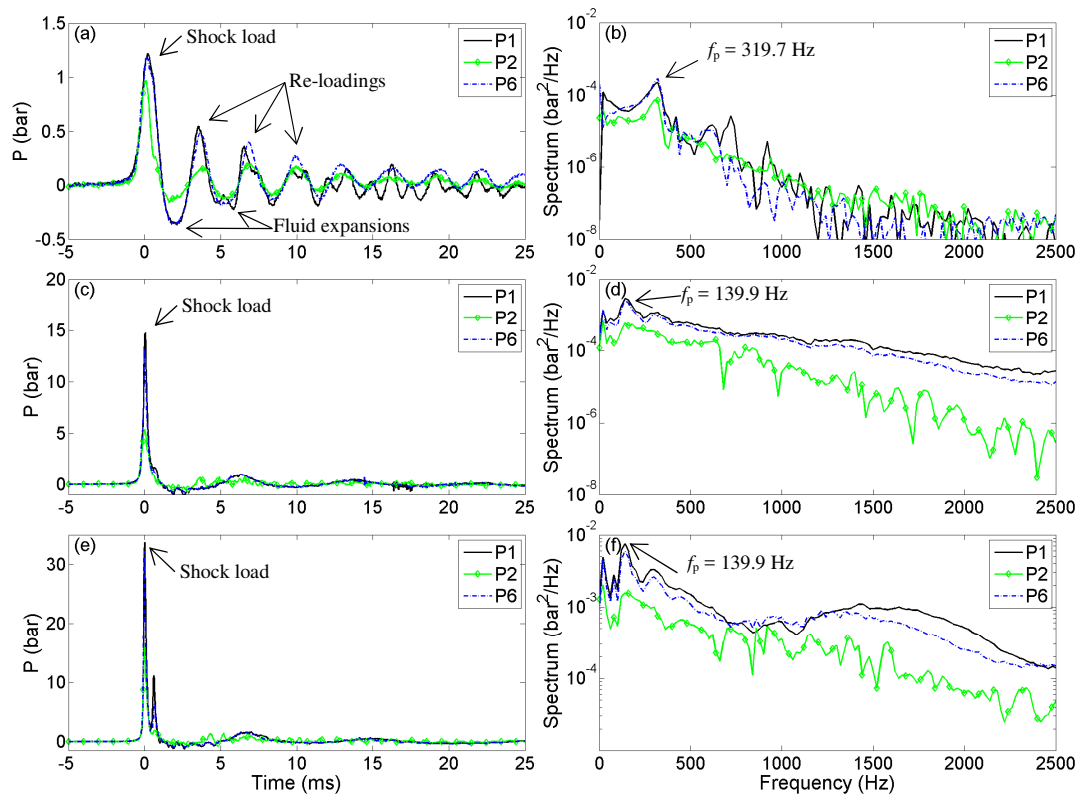 (a)
Shock load
Re-loadings
Fluid expansions
P1
P2
P6
P (bar)
1.5
1
0.5
0
-0.5
-5 0 5 10 15 20 25
(b)
f_p = 319.7 Hz
P1
P2
P6
Spectrum (bar²/Hz)
10⁻²
10⁻⁴
10⁻⁶
10⁻⁸
0 500 1000 1500 2000 2500
(c)
Shock load
P1
P2
P6
P (bar)
20
15
10
5
0
-5 0 5 10 15 20 25
(d)
f_p = 139.9 Hz
P1
P2
P6
Spectrum (bar²/Hz)
10⁻²
10⁻⁴
10⁻⁶
10⁻⁸
0 500 1000 1500 2000 2500
(e)
Shock load
P1
P2
P6
P (bar)
30
20
10
0
-5 0 5 10 15 20 25
Time (ms)
(f)
f_p = 139.9 Hz
P1
P2
P6
Spectrum (bar²/Hz)
10⁻²
10⁻³
10⁻⁴
0 500 1000 1500 2000 2500
Frequency (Hz)